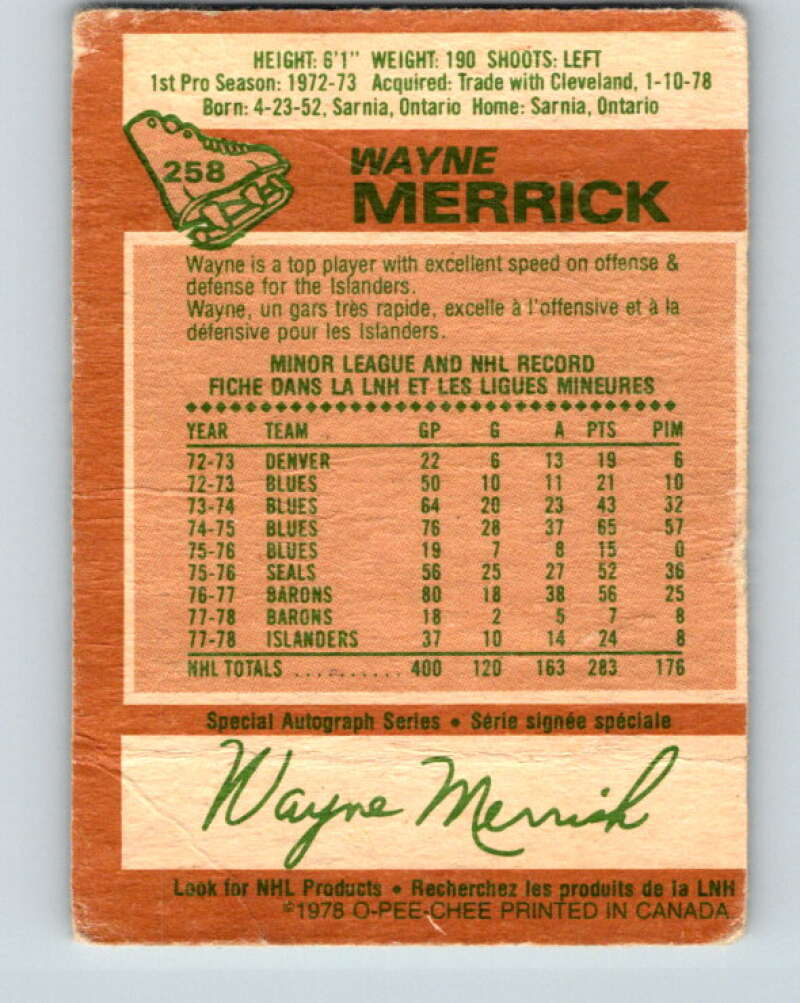 HEIGHT: 6'1" WEIGHT: 190 SHOOTS: LEFT
1st Pro Season: 1972-73 Acquired: Trade with Cleveland, 1-10-78
Born: 4-23-52, Sarnia, Ontario Home: Sarnia, Ontario
258
WAYNE
MERRICK
Wayne is a top player with excellent speed on offense &
defense for the Islanders.
Wayne, un gars très rapide, excelle à l'offensive et à la
défensive pour les Islanders.
MINOR LEAGUE AND NHL RECORD
FICHE DANS LA LNH ET LES LIGUES MINEURES
YEAR TEAM GP G A PTS PIM
72-73 DENVER 22 6 13 19 6
72-73 BLUES 50 10 11 21 10
73-74 BLUES 64 20 23 43 32
74-75 BLUES 76 28 37 65 57
75-76 BLUES 19 7 8 15 0
75-76 SEALS 56 25 27 52 36
76-77 BARONS 80 18 38 56 25
77-78 BARONS 18 2 5 7 8
77-78 ISLANDERS 37 10 14 24 8
NHL TOTALS .......... 400 120 163 283 176
Special Autograph Series • Série signée spéciale
Wayne Merrick
Look for NHL Products • Recherchez les produits de la LNH
©1978 O-PEE-CHEE PRINTED IN CANADA